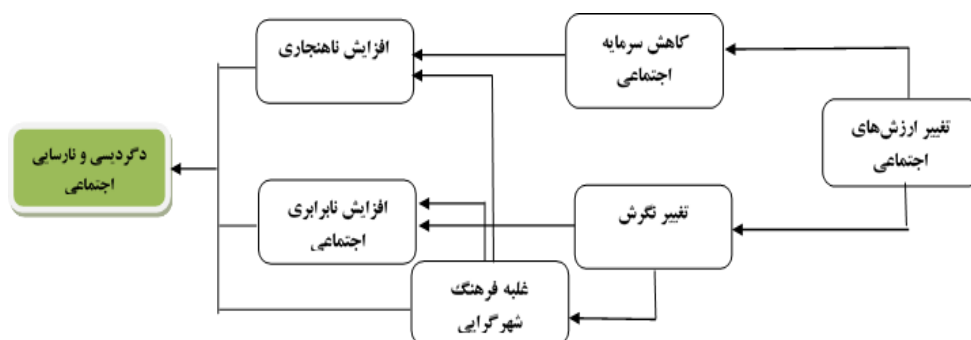 افزایش ناهنجاری
کاهش سرمایه
اجتماعی
تغییر ارزش‌های
اجتماعی
دگردیسی و نارسایی
اجتماعی
افزایش نابرابری
اجتماعی
تغییر نگرش
غلبه فرهنگ
شهرگرایی